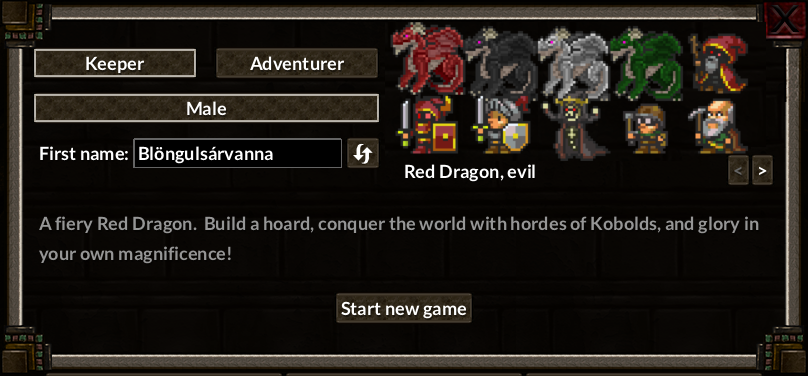 Keeper
Adventurer
Male
First name: Blöngulsárvanna
Red Dragon, evil
< >
A fiery Red Dragon. Build a hoard, conquer the world with hordes of Kobolds, and glory in
your own magnificence!
Start new game